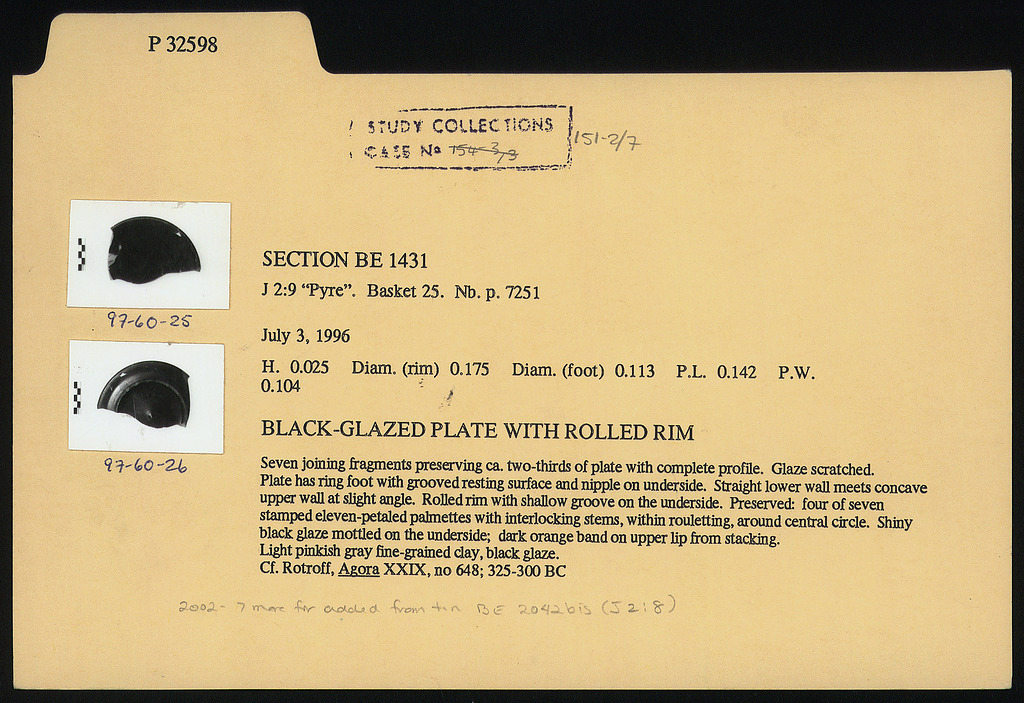 P 32598
STUDY COLLECTIONS
CASE No 154-3/3 151-2/7
SECTION BE 1431
J 2:9 “Pyre”. Basket 25. Nb. p. 7251
97-60-25
July 3, 1996
H. 0.025 Diam. (rim) 0.175 Diam. (foot) 0.113 P.L. 0.142 P.W.
0.104
BLACK-GLAZED PLATE WITH ROLLED RIM
97-60-26
Seven joining fragments preserving ca. two-thirds of plate with complete profile. Glaze scratched.
Plate has ring foot with grooved resting surface and nipple on underside. Straight lower wall meets concave
upper wall at slight angle. Rolled rim with shallow groove on the underside. Preserved: four of seven
stamped eleven-petaled palmettes with interlocking stems, within rouletting, around central circle. Shiny
black glaze mottled on the underside; dark orange band on upper lip from stacking.
Light pinkish gray fine-grained clay, black glaze.
Cf. Rotroff, Agora XXIX, no 648; 325-300 BC
2002- 7 more fr added from tin BE 2042bis (J 2:8)